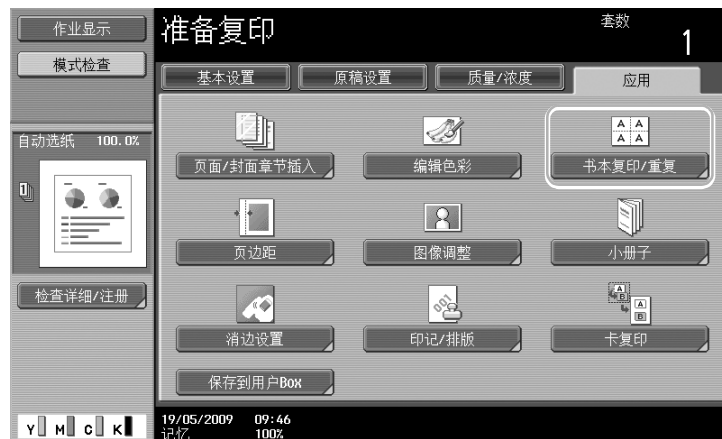 作业显示
模式检查
准备复印
套数
1
基本设置
原稿设置
质量/浓度
应用
自动选纸 100.0%
1
检查详细/注册
A A
A A
页面/封面章节插入
编辑色彩
书本复印/重复
页边距
图像调整
小册子
001
A
B
A
B
消边设置
印记/排版
卡复印
保存到用户Box
Y M C K
19/05/2009 09:46
记忆 100%